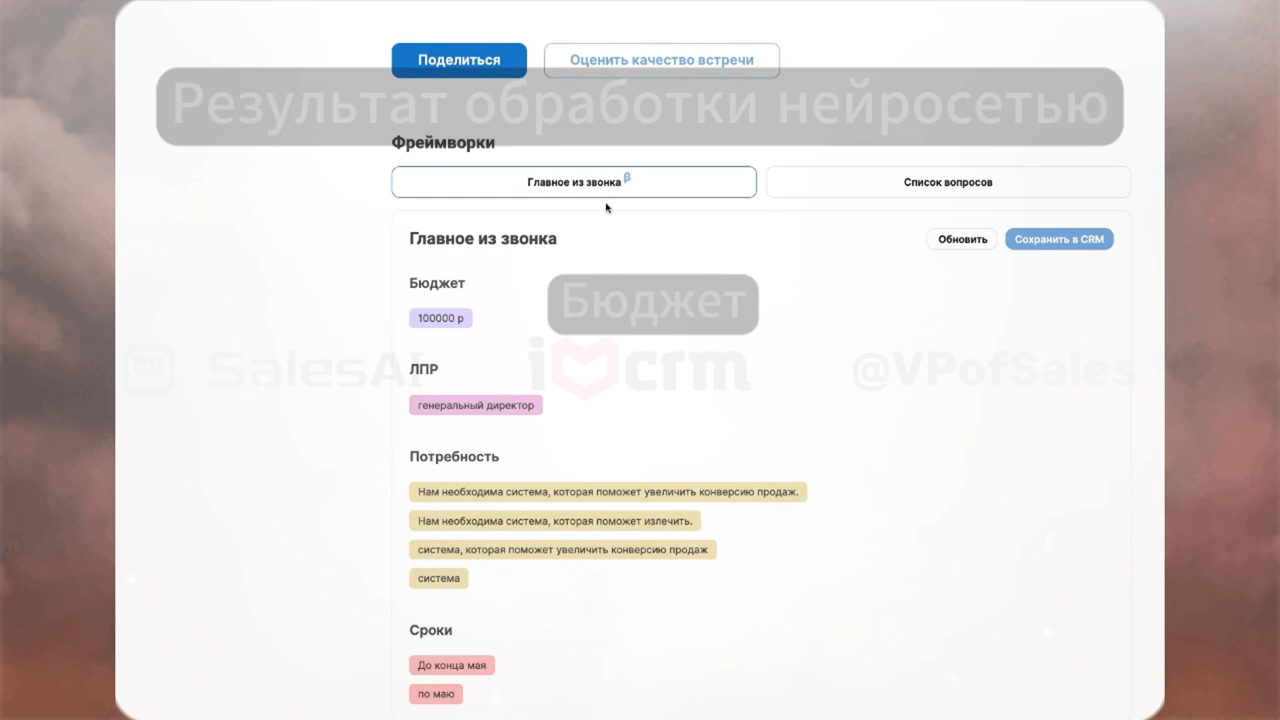 Поделиться
Оценить качество встречи
Результат обработки нейросетью
Фреймворки
Главное из звонка β
Список вопросов
Главное из звонка
Обновить
Сохранить в CRM
Бюджет
100000 р
Бюджет
SalesAI
imcrm
@VPofSales
ЛПР
генеральный директор
Потребность
Нам необходима система, которая поможет увеличить конверсию продаж.
Нам необходима система, которая поможет излечить.
система, которая поможет увеличить конверсию продаж
система
Сроки
До конца мая
по маю